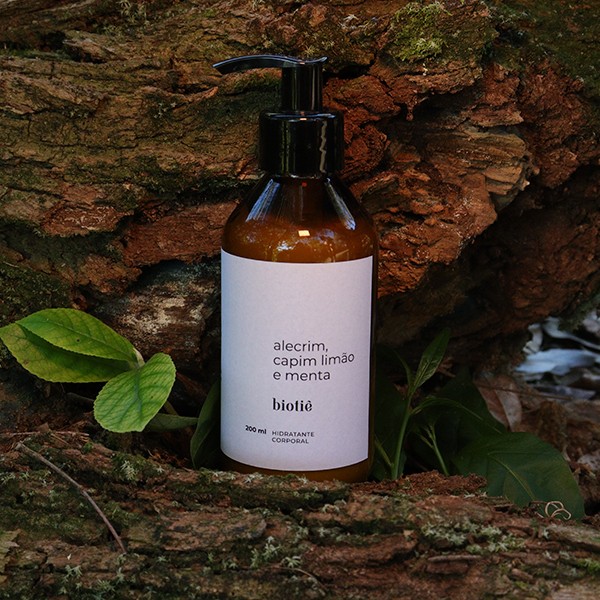 alecrim,
capim limão
e menta
biotiê
200 ml HIDRATANTE
CORPORAL